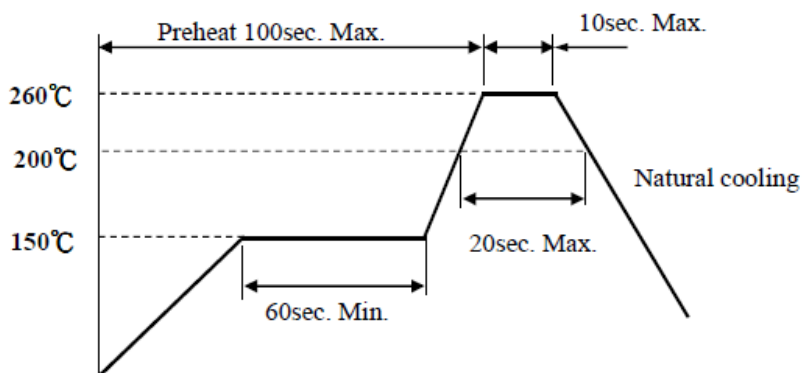 Preheat 100sec. Max.
10sec. Max.
260℃
200℃
Natural cooling
150℃
20sec. Max.
60sec. Min.